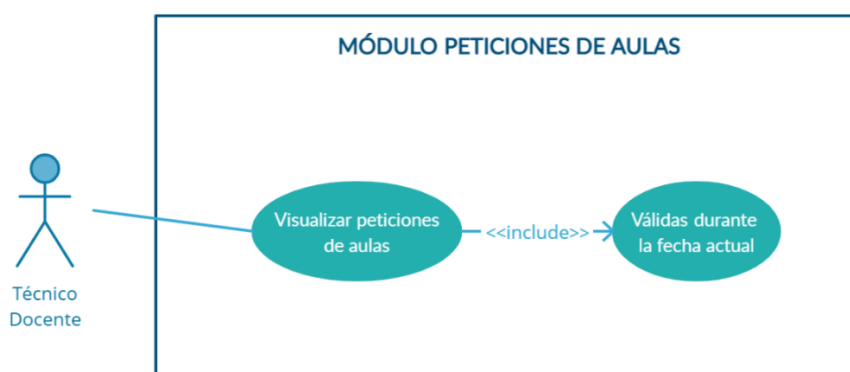 MÓDULO PETICIONES DE AULAS
Técnico
Docente
Visualizar peticiones
de aulas
<<include>>
Válidas durante
la fecha actual